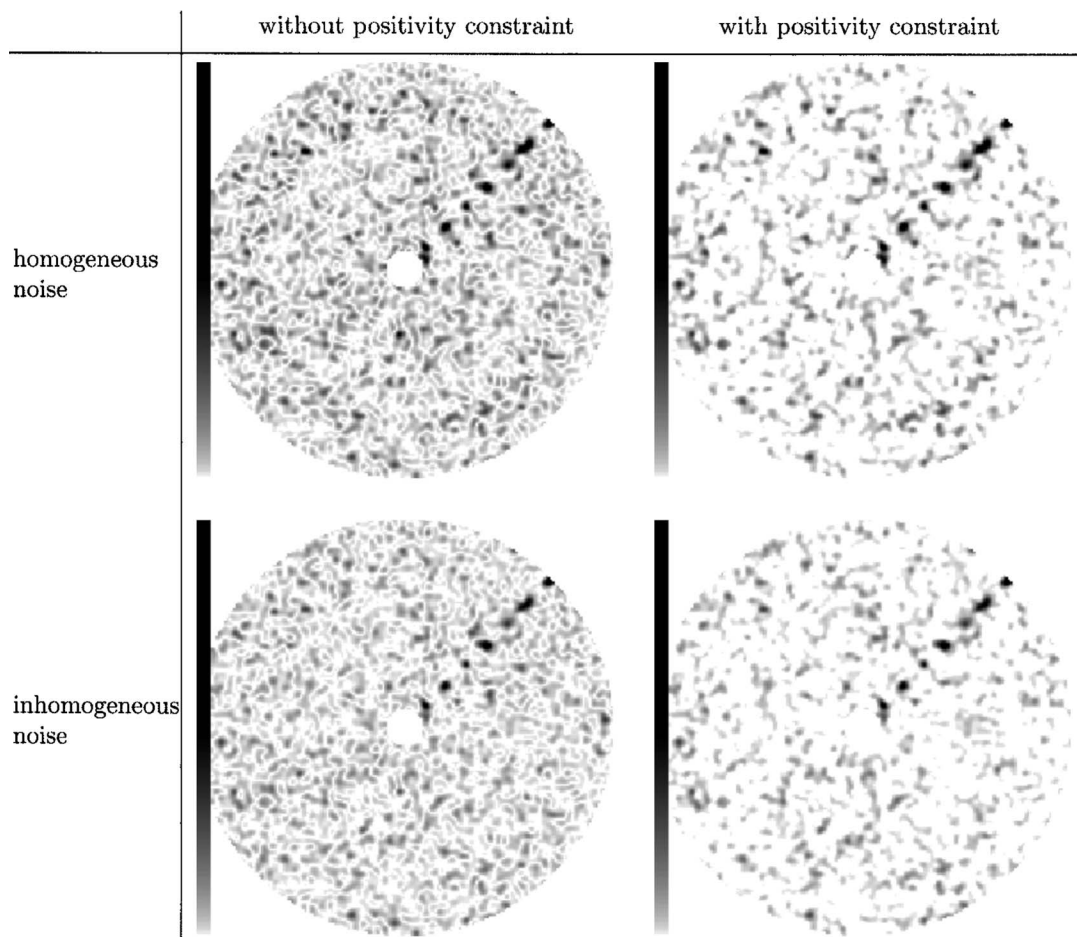 without positivity constraint
with positivity constraint
homogeneous
noise
inhomogeneous
noise